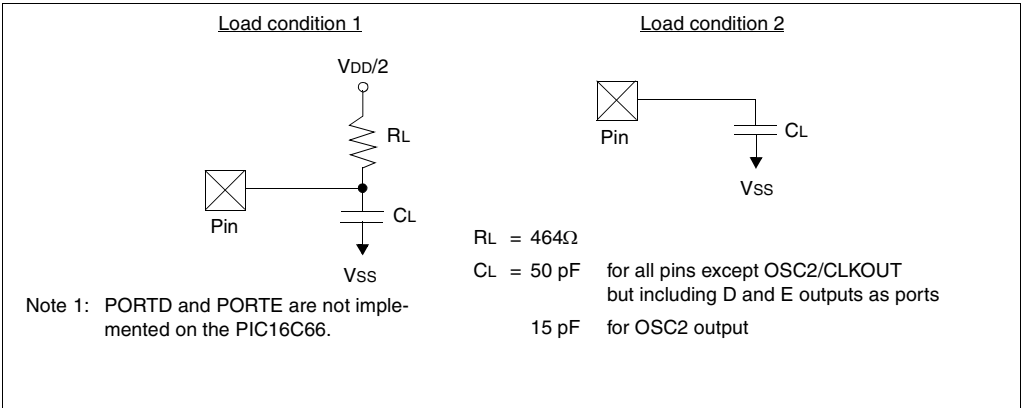 Load condition 1
VDD/2
RL
Pin
CL
VSS
Note 1: PORTD and PORTE are not imple-
mented on the PIC16C66.
Load condition 2
Pin
CL
VSS
RL = 464Ω
CL = 50 pF for all pins except OSC2/CLKOUT
but including D and E outputs as ports
15 pF for OSC2 output